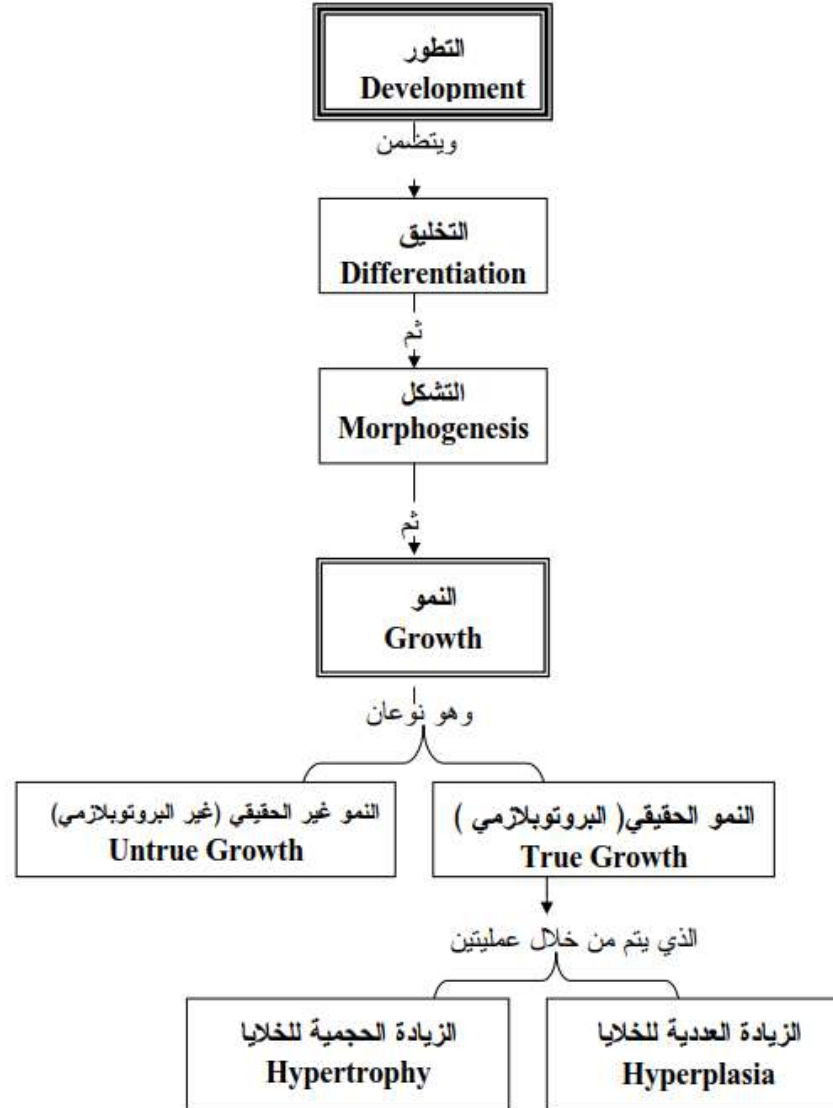 التطور
Development
ويتضمن
التخليق
Differentiation
ثم
التشكل
Morphogenesis
ثم
النمو
Growth
وهو نوعان
النمو الحقيقي( البروتوبلازمي )
True Growth
النمو غير الحقيقي (غير البروتوبلازمي)
Untrue Growth
الذي يتم من خلال عمليتين
الزيادة العددية للخلايا
Hyperplasia
الزيادة الحجمية للخلايا
Hypertrophy